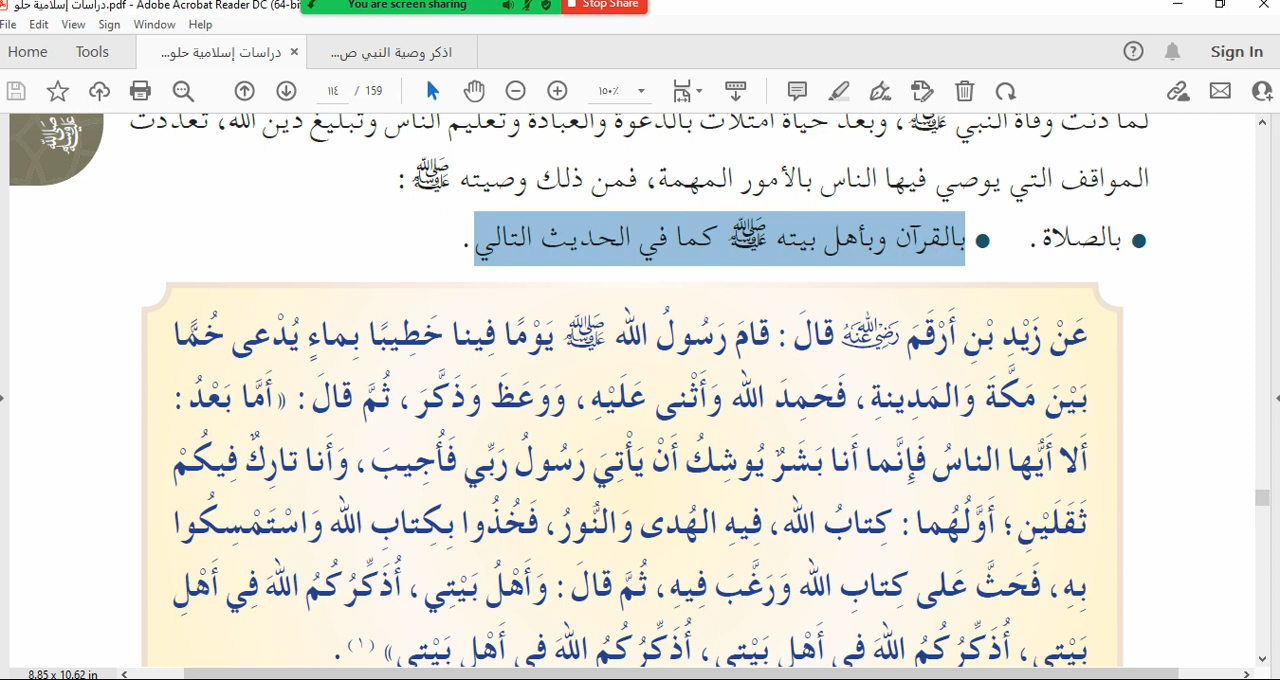 دراسات إسلامية حلو.pdf - Adobe Acrobat Reader DC (64-bi
You are screen sharing
Stop Share
File Edit View Sign Window Help
Home Tools دراسات إسلامية حلو... × اذكر وصية النبي ص... Sign In
١١٤ / 159 ١٥٠٪
لما دنت وفاة النبي ﷺ، وبعد حياة امتلأت بالدعوة والعبادة وتعليم الناس وتبليغ دين الله، تعددت
المواقف التي يوصي فيها الناس بالأمور المهمة، فمن ذلك وصيته ﷺ :
● بالصلاة . ● بالقرآن وبأهل بيته ﷺ كما في الحديث التالي.
عَنْ زَيْدِ بْنِ أَرْقَمَ رَضِيَ اللَّهُ عَنْهُ قالَ : قامَ رَسُولُ الله ﷺ يَوْمًا فِينا خَطِيبًا بِماءٍ يُدْعى خُمًّا
بَيْنَ مَكَّةَ وَالمَدِينةِ، فَحَمِدَ الله وَأَثْنى عَلَيْهِ، وَوَعَظَ وَذَكَّرَ، ثُمَّ قالَ : «أَمَّا بَعْدُ :
أَلا أَيُّها الناسُ فَإِنَّما أَنا بَشَرٌ يُوشِكُ أَنْ يَأْتِيَ رَسُولُ رَبِّي فَأُجِيبَ، وَأَنا تارِكٌ فِيكُمْ
ثَقَلَيْنِ؛ أَوَّلُهُما : كِتابُ الله، فِيهِ الهُدى وَالنُّورُ، فَخُذُوا بِكِتابِ الله وَاسْتَمْسِكُوا
بِهِ، فَحَثَّ عَلى كِتابِ الله وَرَغَّبَ فِيهِ، ثُمَّ قالَ : وَأَهْلُ بَيْتِي، أُذَكِّرُكُمُ اللهَ فِي أَهْلِ
بَيْتِي، أُذَكِّرُكُمُ اللهَ فِي أَهْلِ بَيْتِي، أُذَكِّرُكُمُ اللهَ فِي أَهْلِ بَيْتِي» (١) .
8.85 x 10.62 in